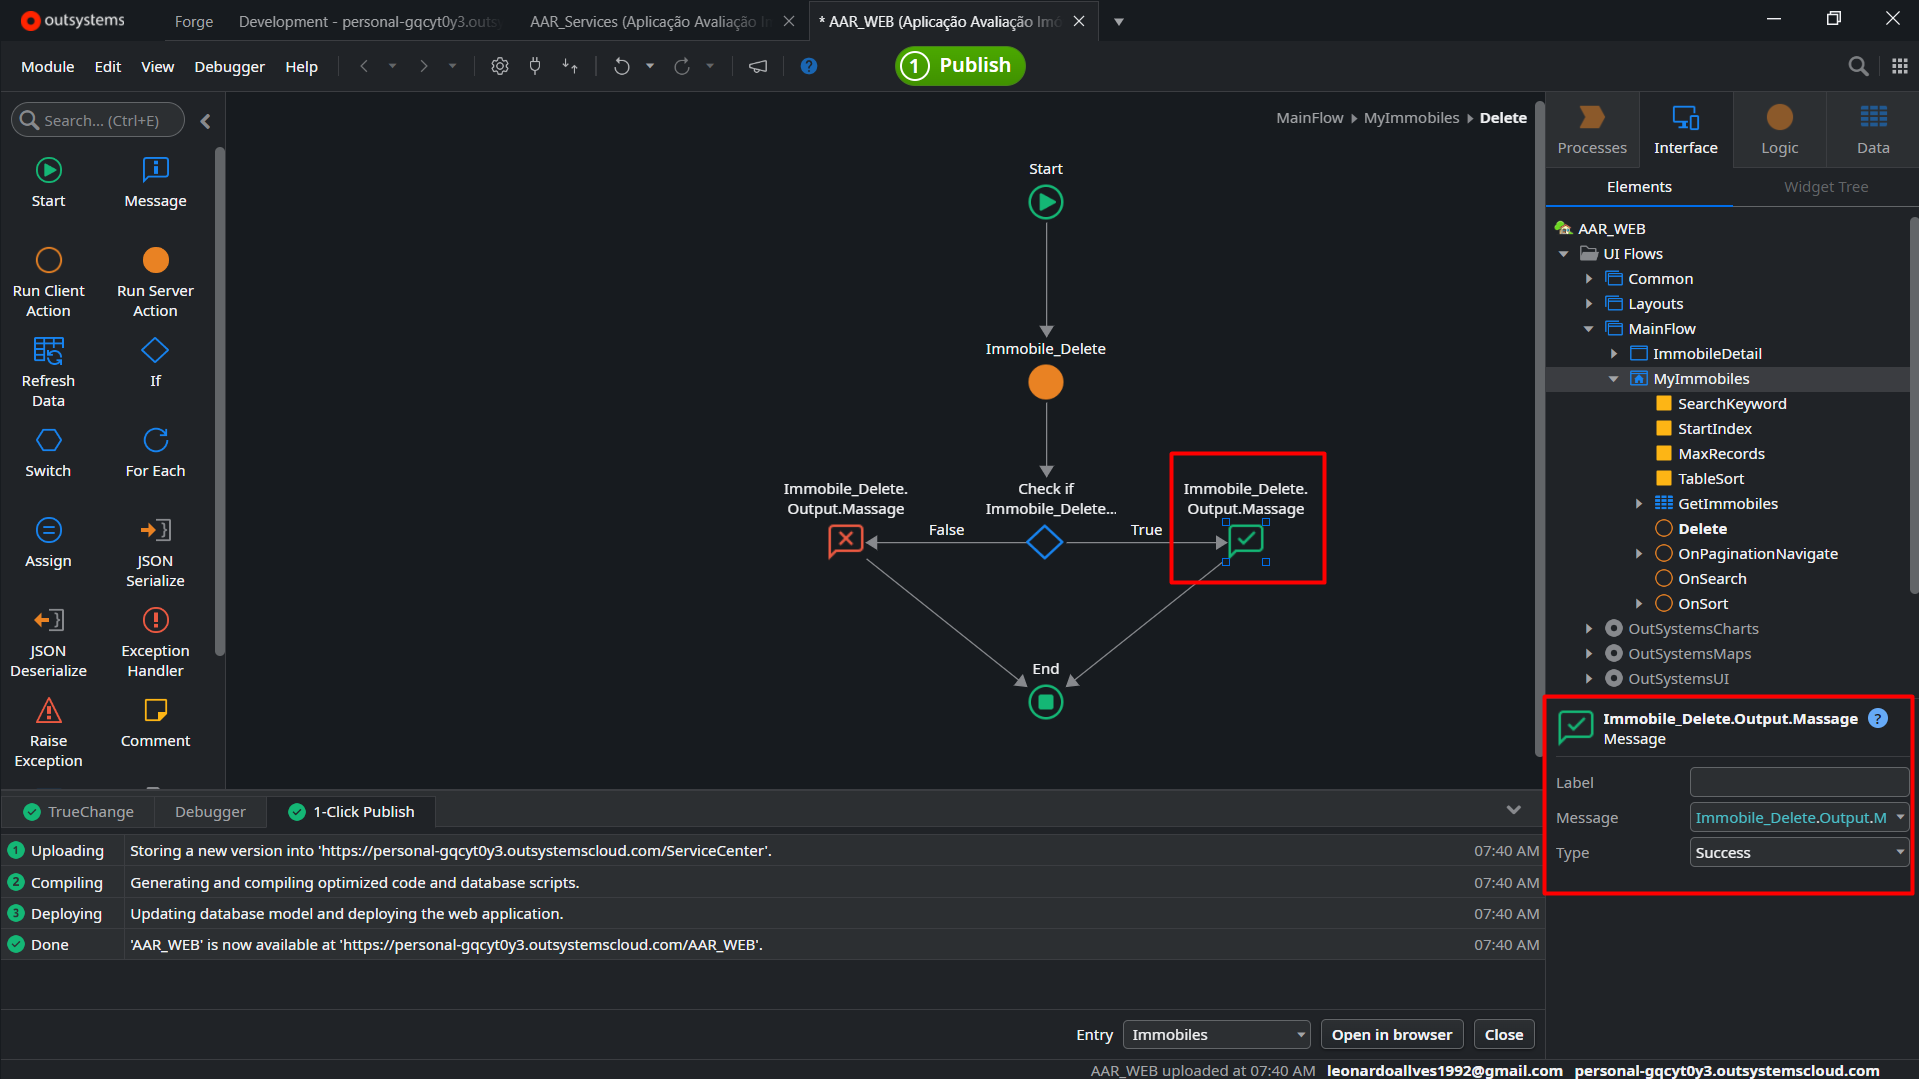 outsystems
Forge
Development - personal-gqcyt0y3.outsy
AAR_Services (Aplicação Avaliação I
* AAR_WEB (Aplicação Avaliação Imó
Module
Edit
View
Debugger
Help
?
1 Publish
Search... (Ctrl+E)
Start
Message
Run Client
Action
Run Server
Action
Refresh
Data
If
Switch
For Each
Assign
JSON
Serialize
JSON
Deserialize
Exception
Handler
Raise
Exception
Comment
MainFlow
MyImmobiles
Delete
Start
Immobile_Delete
Immobile_Delete.
Output.Massage
Check if
Immobile_Delete...
Immobile_Delete.
Output.Massage
False
True
End
Processes
Interface
Logic
Data
Elements
Widget Tree
AAR_WEB
UI Flows
Common
Layouts
MainFlow
ImmobileDetail
MyImmobiles
SearchKeyword
StartIndex
MaxRecords
TableSort
GetImmobiles
Delete
OnPaginationNavigate
OnSearch
OnSort
OutSystemsCharts
OutSystemsMaps
OutSystemsUI
Immobile_Delete.Output.Massage ?
Message
Label
Message Immobile_Delete.Output.M
Type Success
TrueChange
Debugger
1-Click Publish
1 Uploading Storing a new version into 'https://personal-gqcyt0y3.outsystemscloud.com/ServiceCenter'. 07:40 AM
2 Compiling Generating and compiling optimized code and database scripts. 07:40 AM
3 Deploying Updating database model and deploying the web application. 07:40 AM
Done 'AAR_WEB' is now available at 'https://personal-gqcyt0y3.outsystemscloud.com/AAR_WEB'. 07:40 AM
Entry Immobiles Open in browser Close
AAR_WEB uploaded at 07:40 AM leonardoallves1992@gmail.com personal-gqcyt0y3.outsystemscloud.com